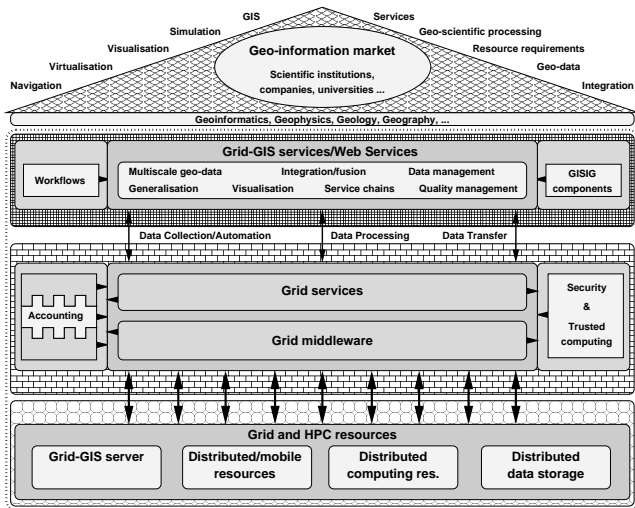 GIS
Services
Simulation
Geo-scientific processing
Visualisation
Geo-information market
Resource requirements
Virtualisation
Scientific institutions,
companies, universities ...
Geo-data
Navigation
Integration
Geoinformatics, Geophysics, Geology, Geography, ...
Grid-GIS services/Web Services
Workflows
Multiscale geo-data Integration/fusion Data management
Generalisation Visualisation Service chains Quality management
GISIG
components
Data Collection/Automation Data Processing Data Transfer
Accounting
Grid services
Grid middleware
Security
&
Trusted
computing
Grid and HPC resources
Grid-GIS server
Distributed/mobile
resources
Distributed
computing res.
Distributed
data storage